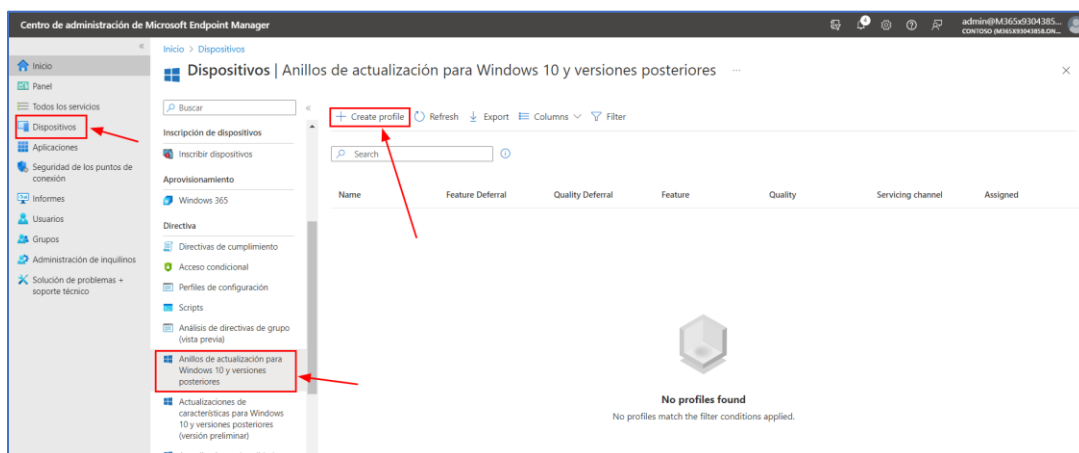 Centro de administración de Microsoft Endpoint Manager
admin@M365x9304385...
CONTOSO (M365X93043858.ON...
Inicio
Panel
Todos los servicios
Dispositivos
Aplicaciones
Seguridad de los puntos de
conexión
Informes
Usuarios
Grupos
Administración de inquilinos
Solución de problemas +
soporte técnico
Inicio > Dispositivos
Dispositivos | Anillos de actualización para Windows 10 y versiones posteriores ...
Buscar
Inscripción de dispositivos
Inscribir dispositivos
Aprovisionamiento
Windows 365
Directiva
Directivas de cumplimiento
Acceso condicional
Perfiles de configuración
Scripts
Análisis de directivas de grupo
(vista previa)
Anillos de actualización para
Windows 10 y versiones
posteriores
Actualizaciones de
características para Windows
10 y versiones posteriores
(versión preliminar)
Create profile Refresh Export Columns Filter
Search
Name Feature Deferral Quality Deferral Feature Quality Servicing channel Assigned
No profiles found
No profiles match the filter conditions applied.